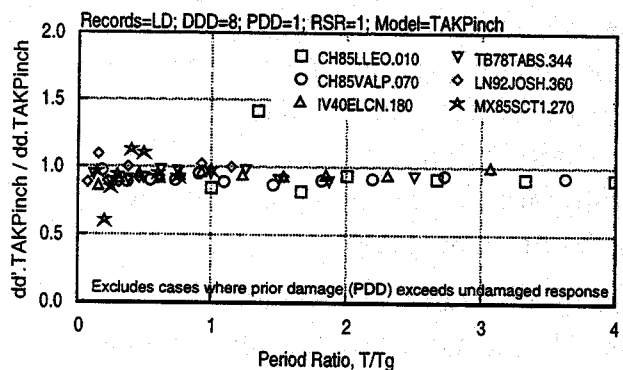 Records=LD; DDD=8; PDD=1; RSR=1; Model=TAKPinch
2.0
1.5
1.0
0.5
0.0
dd'.TAKPinch / dd.TAKPinch
CH85LLEO.010
TB78TABS.344
CH85VALP.070
LN92JOSH.360
IV40ELCN.180
MX85SCT1.270
Excludes cases where prior damage (PDD) exceeds undamaged response
0 1 2 3 4
Period Ratio, T/Tg